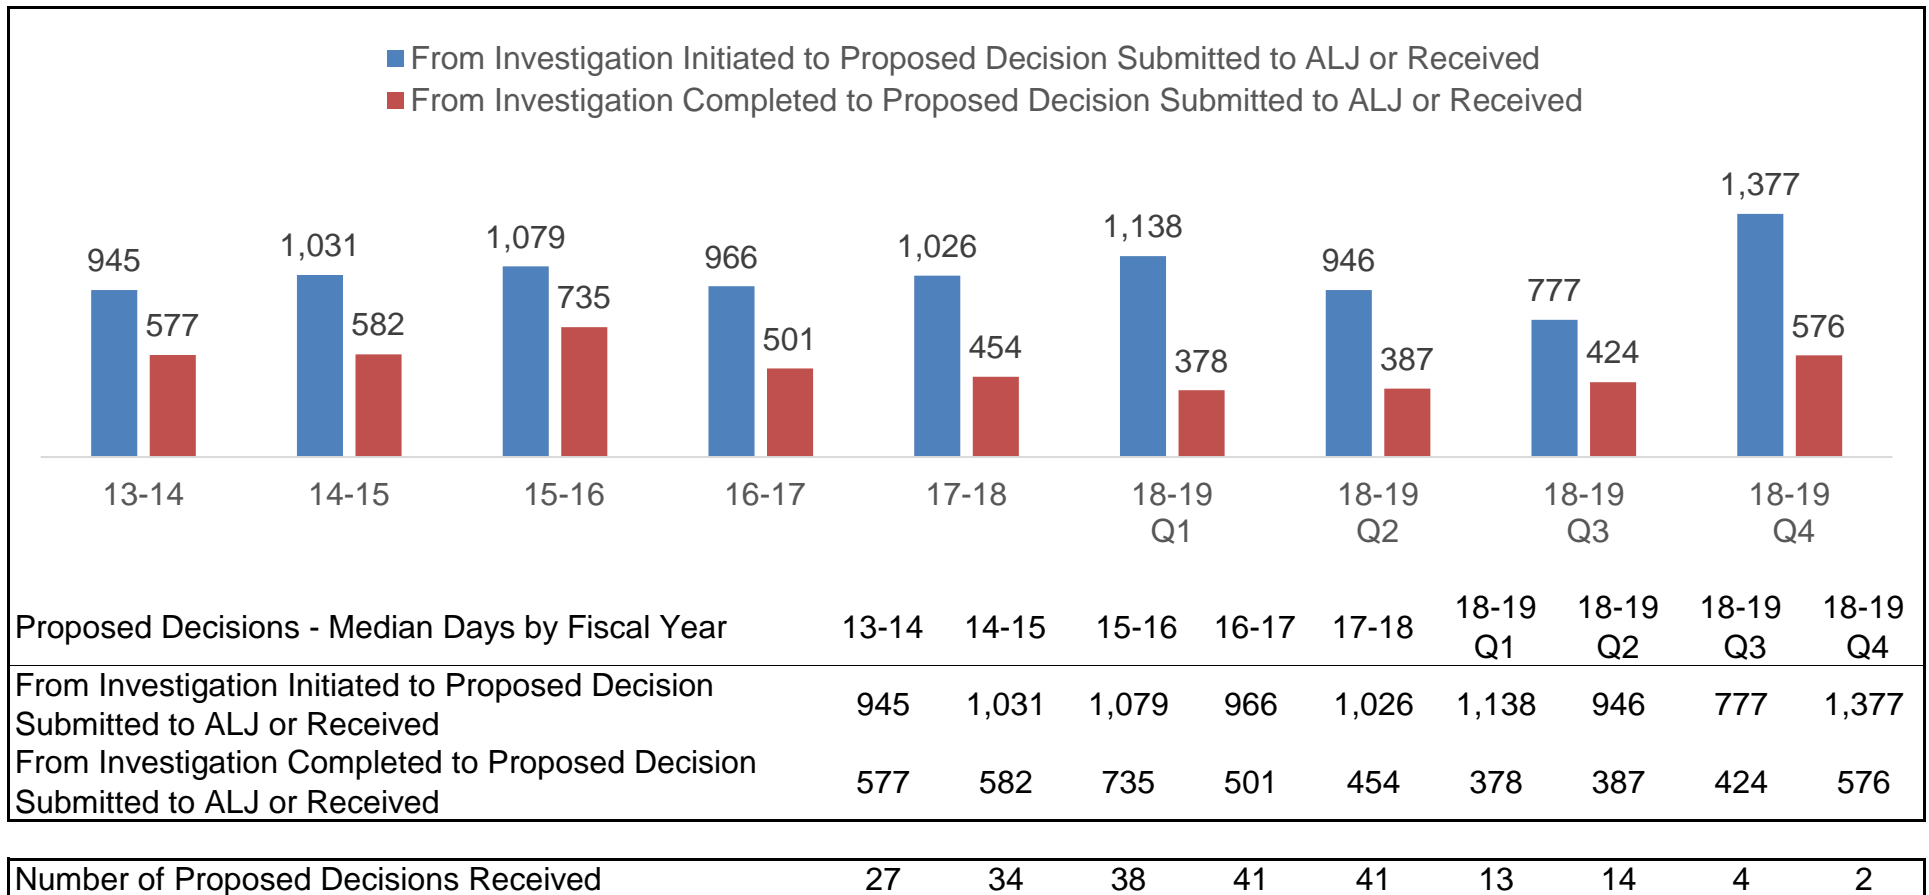 From Investigation Initiated to Proposed Decision Submitted to ALJ or Received
From Investigation Completed to Proposed Decision Submitted to ALJ or Received
945 577 1,031 582 1,079 735 966 501 1,026 454 1,138 378 946 387 777 424 1,377 576
13-14 14-15 15-16 16-17 17-18 18-19 18-19 18-19 18-19
Q1 Q2 Q3 Q4
Proposed Decisions - Median Days by Fiscal Year 13-14 14-15 15-16 16-17 17-18 18-19 18-19 18-19 18-19
Q1 Q2 Q3 Q4
From Investigation Initiated to Proposed Decision
Submitted to ALJ or Received 945 1,031 1,079 966 1,026 1,138 946 777 1,377
From Investigation Completed to Proposed Decision
Submitted to ALJ or Received 577 582 735 501 454 378 387 424 576
Number of Proposed Decisions Received 27 34 38 41 41 13 14 4 2